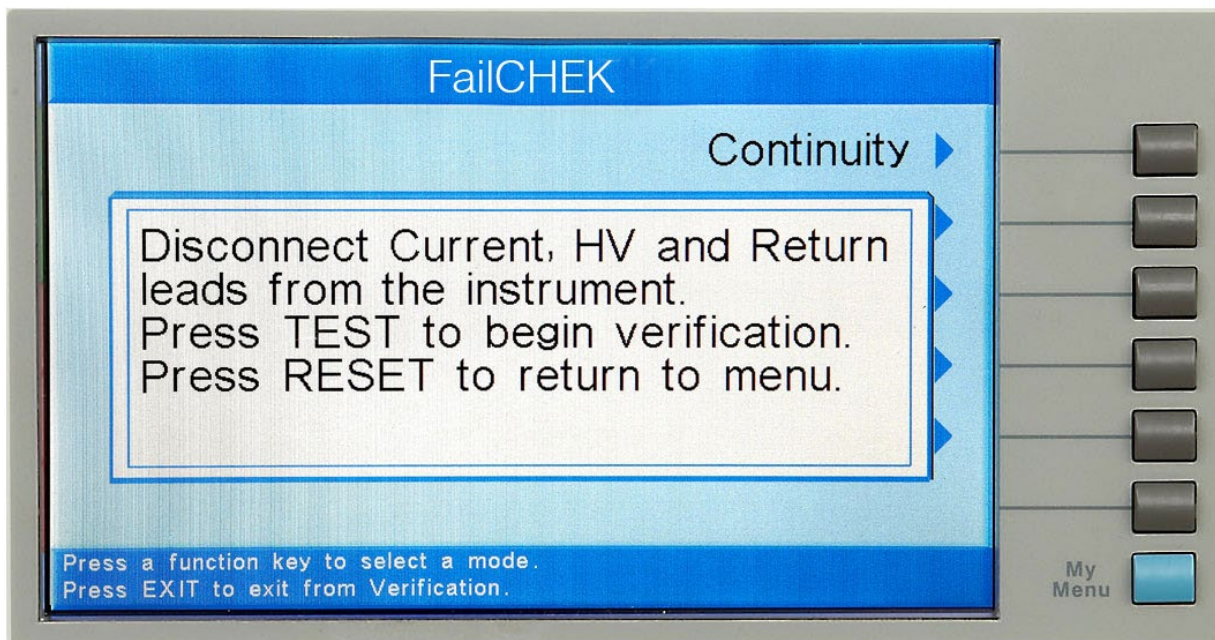 FailCHEK
Continuity
Disconnect Current, HV and Return
leads from the instrument.
Press TEST to begin verification.
Press RESET to return to menu.
Press a function key to select a mode.
Press EXIT to exit from Verification.
My
Menu